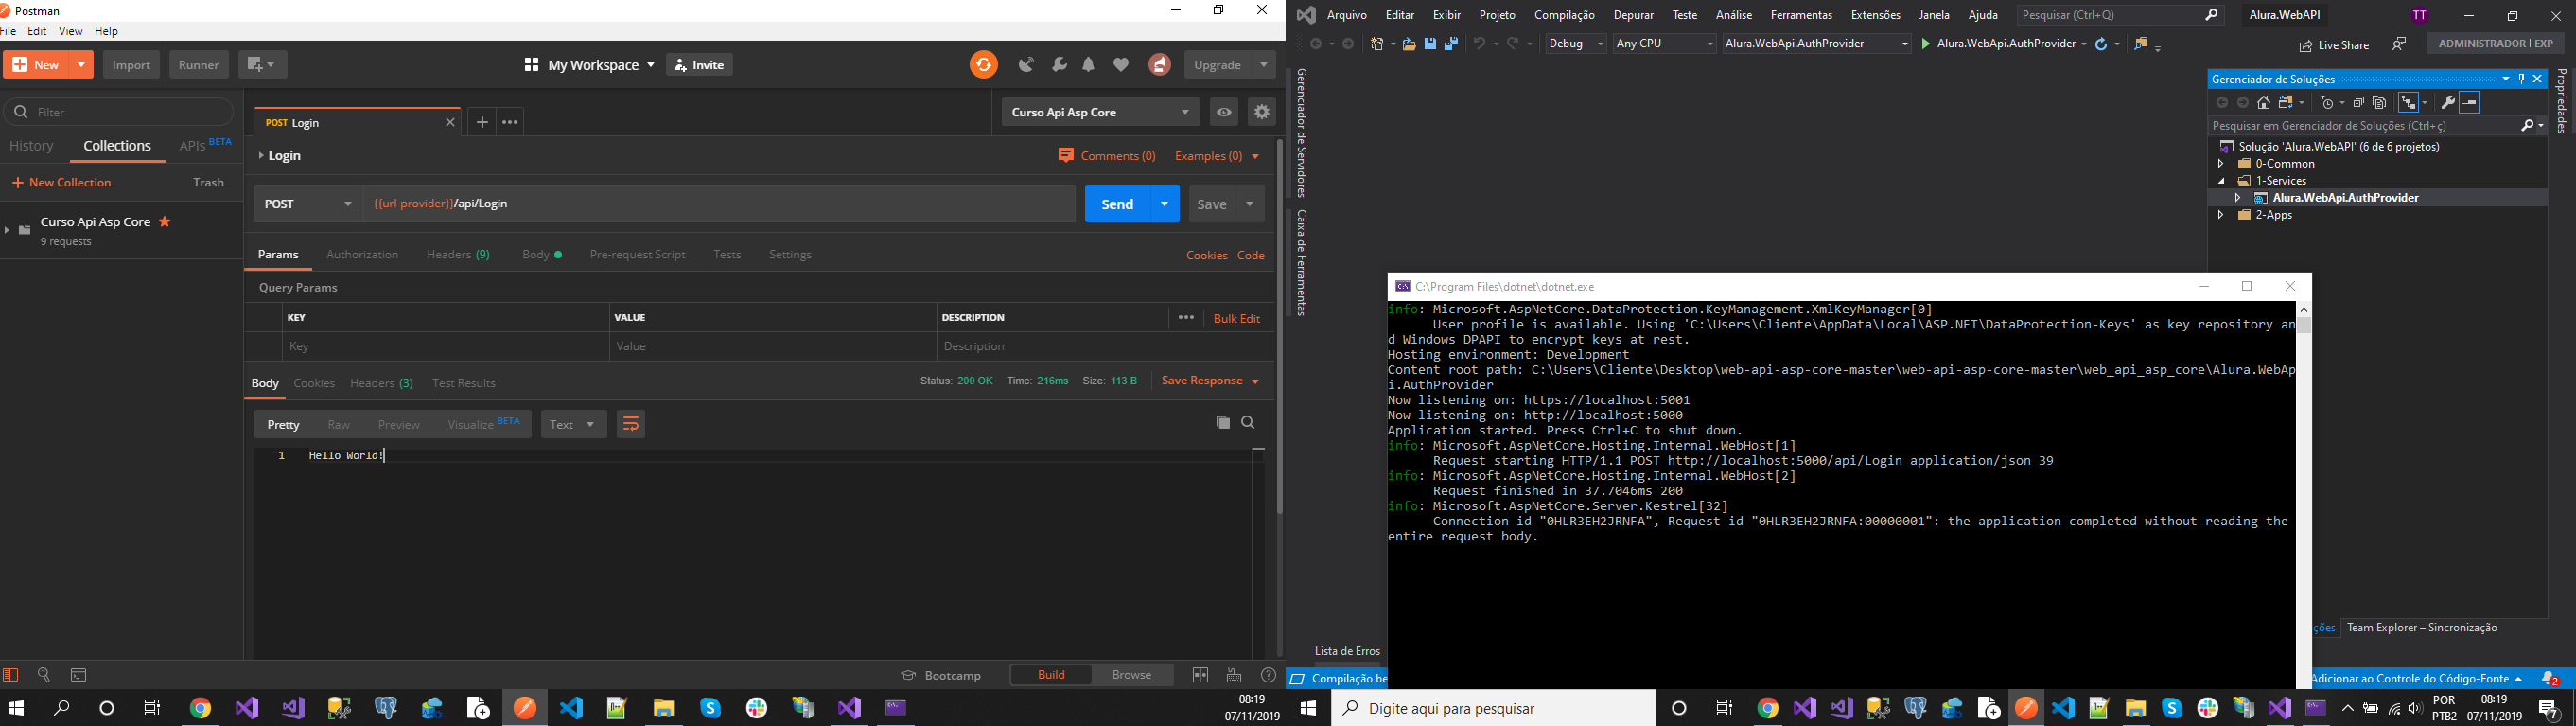 Postman
File Edit View Help
New Import Runner My Workspace Invite Upgrade
Filter
History Collections APIs BETA
New Collection Trash
Curso Api Asp Core
9 requests
POST Login
Curso Api Asp Core
Login Comments (0) Examples (0)
POST {{url-provider}}/api/Login Send Save
Params Authorization Headers (9) Body Pre-request Script Tests Settings Cookies Code
Query Params
KEY VALUE DESCRIPTION Bulk Edit
Key Value Description
Body Cookies Headers (3) Test Results Status: 200 OK Time: 216ms Size: 113 B Save Response
Pretty Raw Preview Visualize BETA Text
1 Hello World!
Bootcamp Build Browse
08:19
07/11/2019
Arquivo Editar Exibir Projeto Compilação Depurar Teste Análise Ferramentas Extensões Janela Ajuda Pesquisar (Ctrl+Q) Alura.WebAPI TT
Debug Any CPU Alura.WebApi.AuthProvider Alura.WebApi.AuthProvider Live Share ADMINISTRADOR | EXP
Gerenciador de Servidores
Caixa de Ferramentas
Gerenciador de Soluções
Pesquisar em Gerenciador de Soluções (Ctrl+ç)
Solução 'Alura.WebAPI' (6 de 6 projetos)
0-Common
1-Services
Alura.WebApi.AuthProvider
2-Apps
Propriedades
C:\Program Files\dotnet\dotnet.exe
info: Microsoft.AspNetCore.DataProtection.KeyManagement.XmlKeyManager[0]
User profile is available. Using 'C:\Users\Cliente\AppData\Local\ASP.NET\DataProtection-Keys' as key repository an
d Windows DPAPI to encrypt keys at rest.
Hosting environment: Development
Content root path: C:\Users\Cliente\Desktop\web-api-asp-core-master\web-api-asp-core-master\web_api_asp_core\Alura.WebAp
i.AuthProvider
Now listening on: https://localhost:5001
Now listening on: http://localhost:5000
Application started. Press Ctrl+C to shut down.
info: Microsoft.AspNetCore.Hosting.Internal.WebHost[1]
Request starting HTTP/1.1 POST http://localhost:5000/api/Login application/json 39
info: Microsoft.AspNetCore.Hosting.Internal.WebHost[2]
Request finished in 37.7046ms 200
info: Microsoft.AspNetCore.Server.Kestrel[32]
Connection id "0HLR3EH2JRNFA", Request id "0HLR3EH2JRNFA:00000001": the application completed without reading the
entire request body.
ções Team Explorer – Sincronização
Lista de Erros
Compilação be Adicionar ao Controle do Código-Fonte 2
Digite aqui para pesquisar
POR
PTB2
08:19
07/11/2019
7